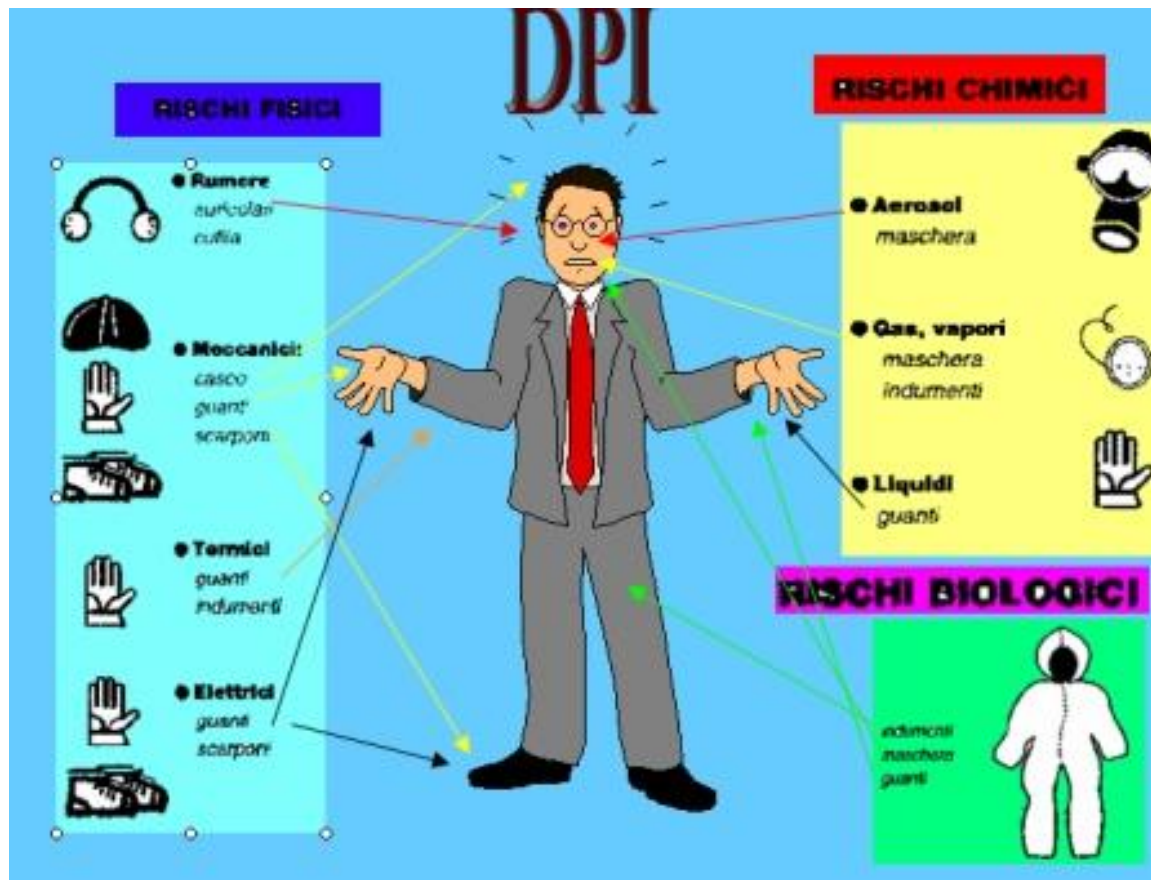 DPI
RISCHI FISICI
• Rumore
auricolari
cuffia
• Meccanici:
casco
guanti
scarponi
• Termici
guanti
indumenti
• Elettrici
guanti
scarponi
RISCHI CHIMICI
• Aerosol
maschera
• Gas, vapori
maschera
indumenti
• Liquidi
guanti
RISCHI BIOLOGICI
indumenti
maschera
guanti